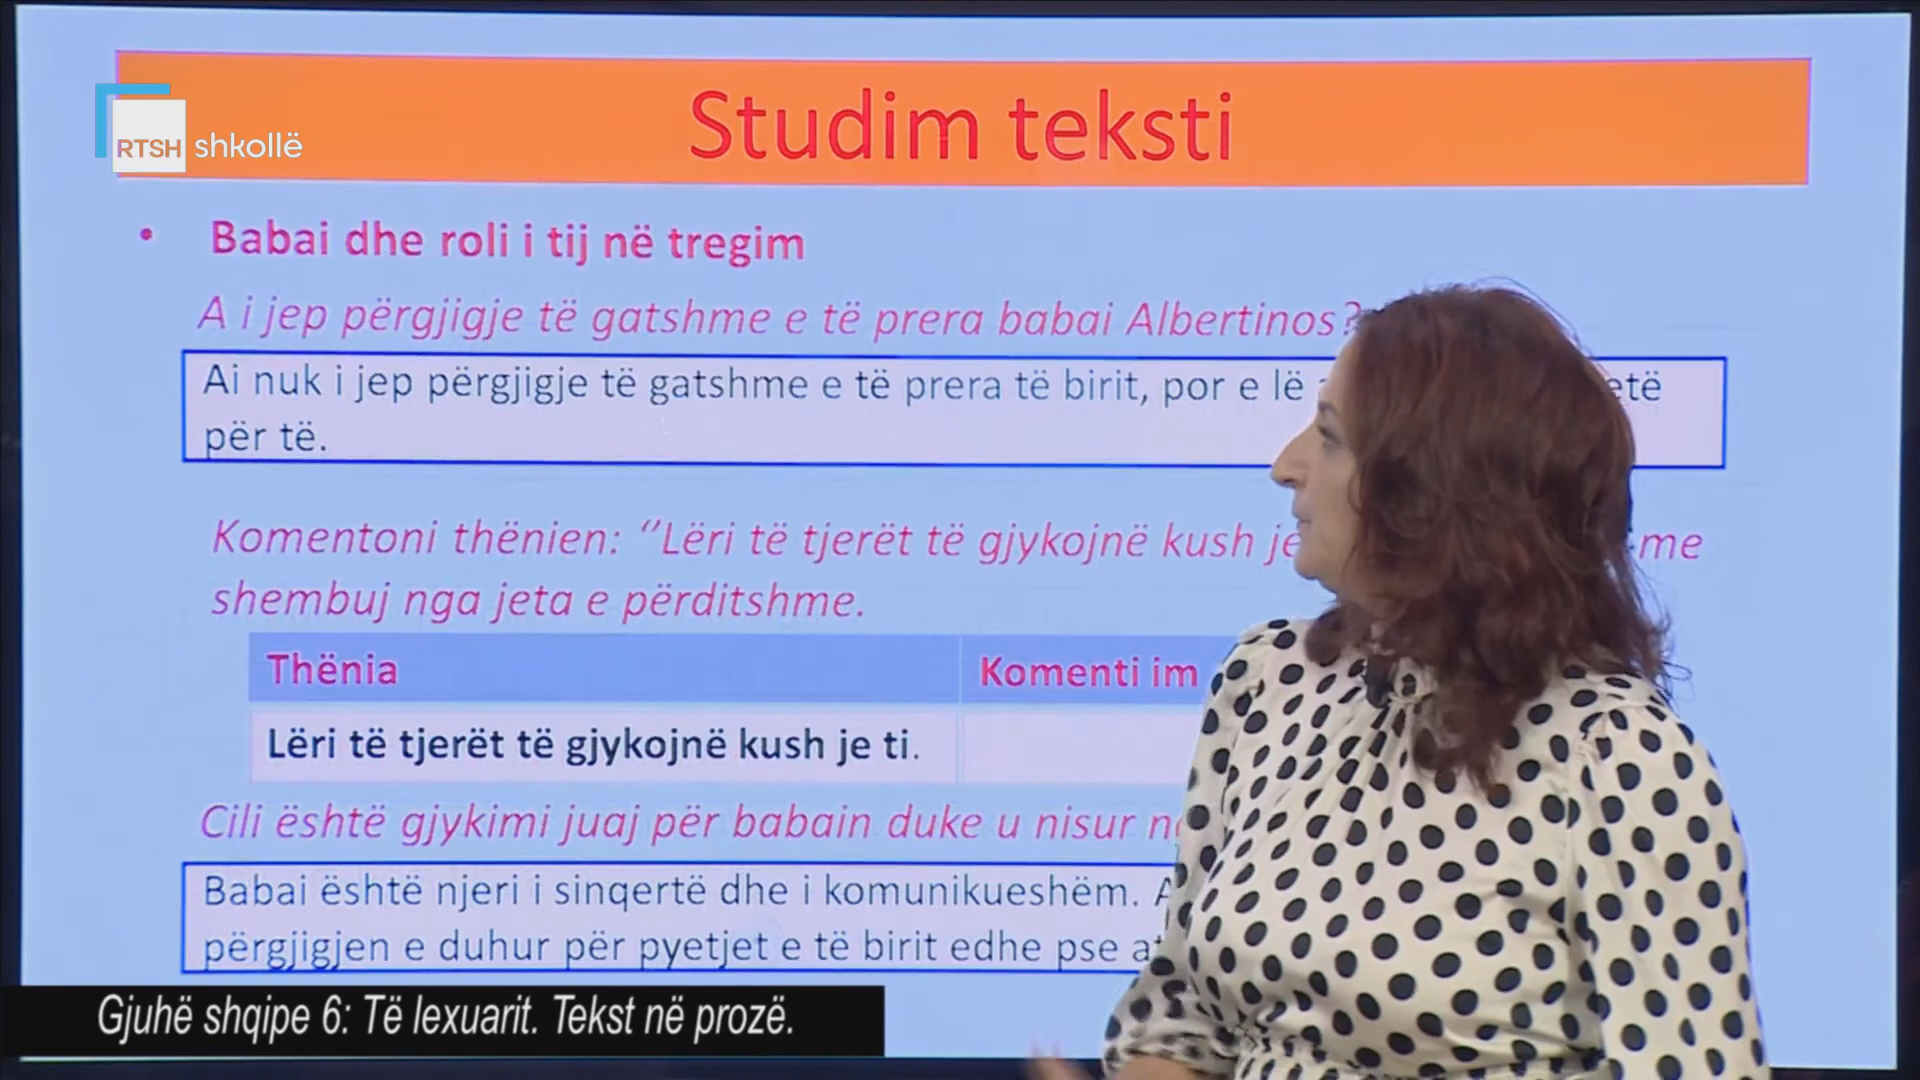 RTSH shkollë
Studim teksti
• Babai dhe roli i tij në tregim
A i jep përgjigje të gatshme e të prera babai Albertinos?
Ai nuk i jep përgjigje të gatshme e të prera të birit, por e lë
për të.
Komentoni thënien: ‘’Lëri të tjerët të gjykojnë kush je me
shembuj nga jeta e përditshme.
Thënia Komenti im
Lëri të tjerët të gjykojnë kush je ti.
Cili është gjykimi juaj për babain duke u nisur
Babai është njeri i sinqertë dhe i komunikueshëm.
përgjigjen e duhur për pyetjet e të birit edhe pse
Gjuhë shqipe 6: Të lexuarit. Tekst në prozë.